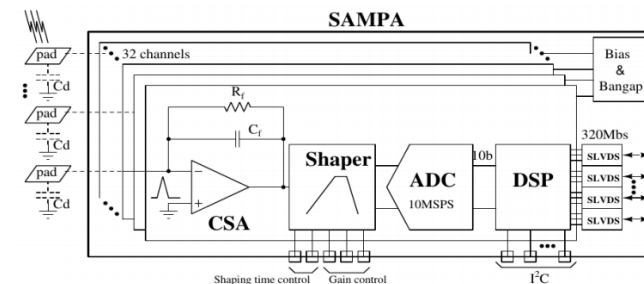 SAMPA
pad
32 channels
Bias
&
Bangap
Cd
Rf
pad
Cf
320Mbs
Cd
Shaper
10b
SLVDS
pad
−
ADC
DSP
SLVDS
+
10MSPS
SLVDS
Cd
CSA
SLVDS
Shaping time control
Gain control
I²C